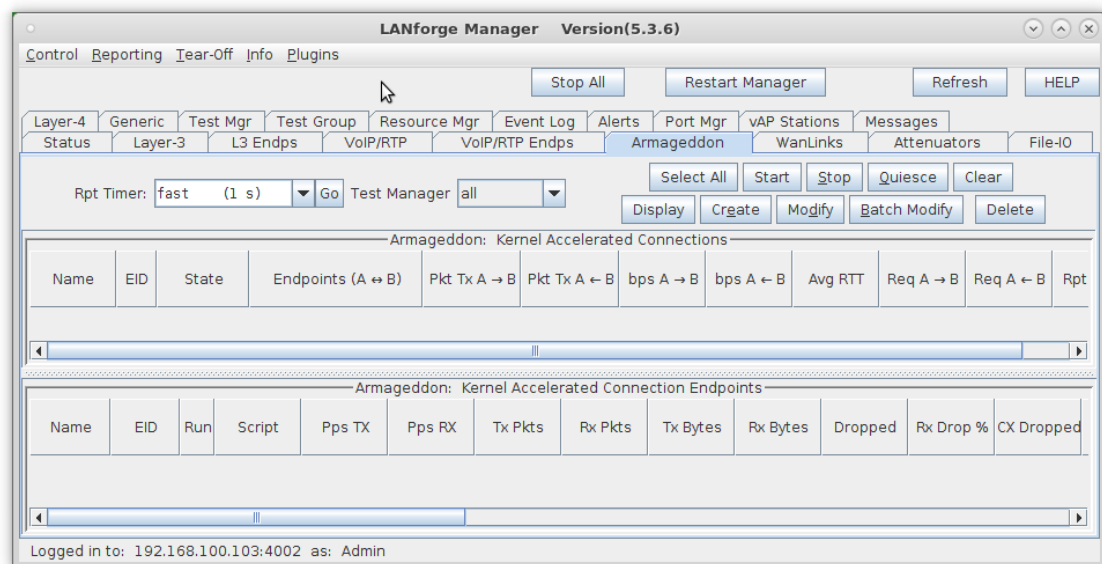 LANforge Manager Version(5.3.6)
Control Reporting Tear-Off Info Plugins
Stop All Restart Manager Refresh HELP
Layer-4 Generic Test Mgr Test Group Resource Mgr Event Log Alerts Port Mgr vAP Stations Messages
Status Layer-3 L3 Endps VoIP/RTP VoIP/RTP Endps Armageddon WanLinks Attenuators File-IO
Rpt Timer: fast (1 s) Go Test Manager all Select All Start Stop Quiesce Clear
Display Create Modify Batch Modify Delete
Armageddon: Kernel Accelerated Connections
Name EID State Endpoints (A ↔ B) Pkt Tx A → B Pkt Tx A ← B bps A → B bps A ← B Avg RTT Req A → B Req A ← B Rpt
Armageddon: Kernel Accelerated Connection Endpoints
Name EID Run Script Pps TX Pps RX Tx Pkts Rx Pkts Tx Bytes Rx Bytes Dropped Rx Drop % CX Dropped
Logged in to: 192.168.100.103:4002 as: Admin